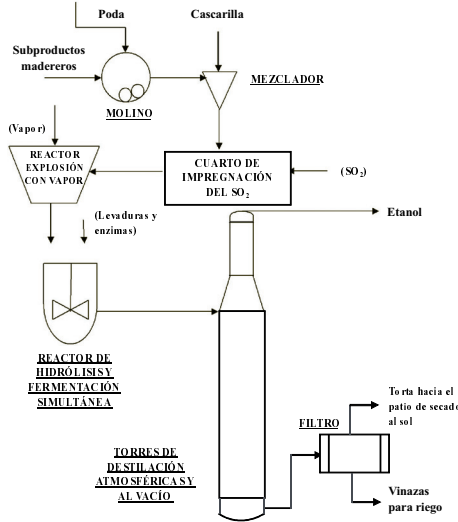 Poda
Cascarilla
Subproductos
madereros
MEZCLADOR
MOLINO
(Vapor)
REACTOR
EXPLOSIÓN
CON VAPOR
CUARTO DE
IMPREGNACIÓN
DEL SO₂
(SO₂)
(Levaduras y
enzimas)
Etanol
REACTOR DE
HIDRÓLISIS Y
FERMENTACIÓN
SIMULTÁNEA
Torta hacia el
patio de secado
al sol
FILTRO
TORRES DE
DESTILACIÓN
ATMOSFÉRICAS Y
AL VACÍO
Vinazas
para riego